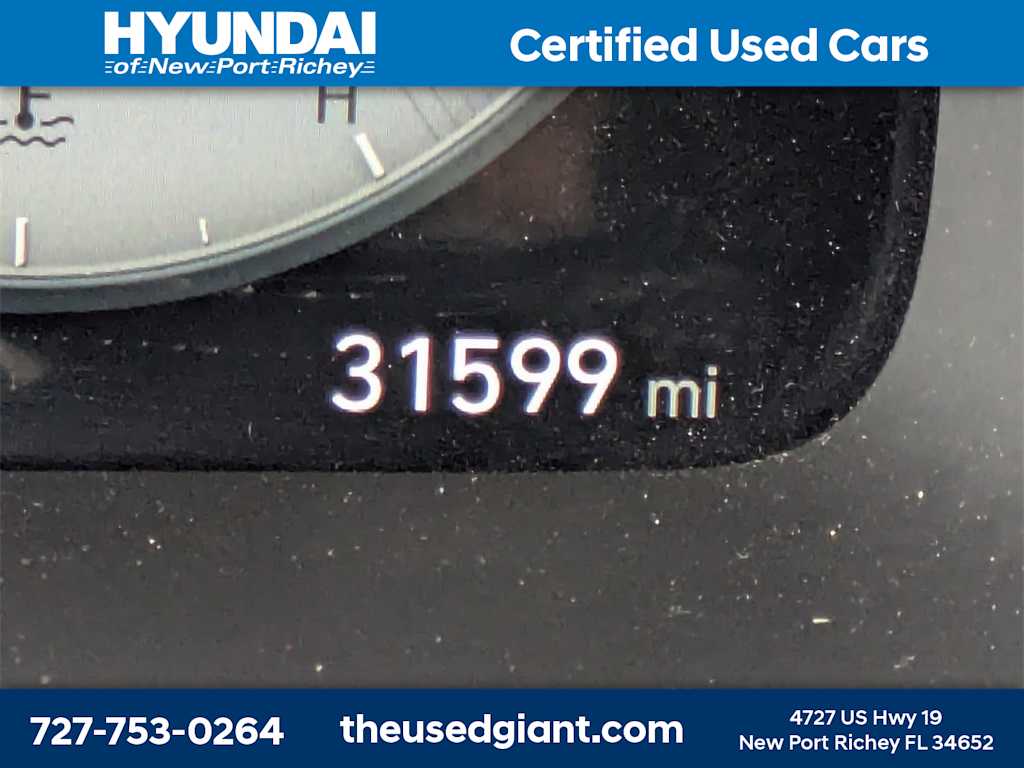 HYUNDAI
of New Port Richey
Certified Used Cars
H
31599 mi
727-753-0264
theusedgiant.com
4727 US Hwy 19
New Port Richey FL 34652